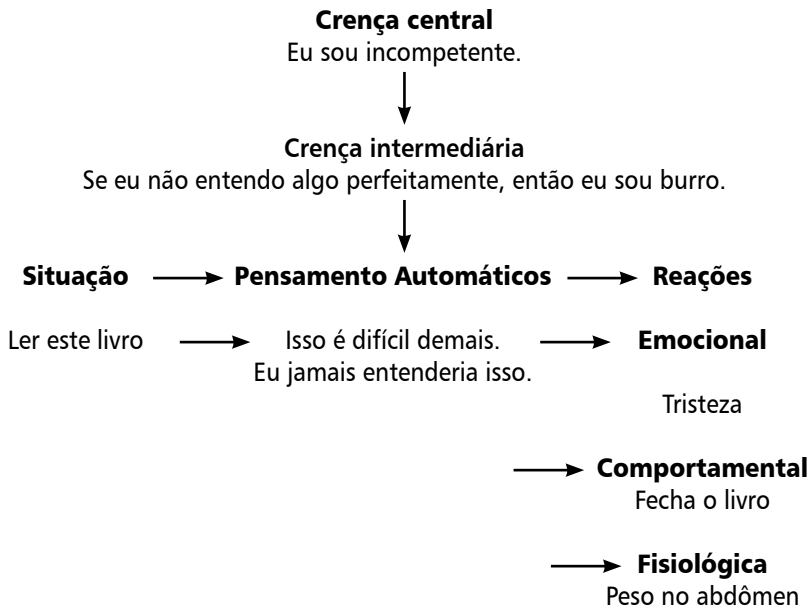 Crença central
Eu sou incompetente.
Crença intermediária
Se eu não entendo algo perfeitamente, então eu sou burro.
Situação Pensamento Automáticos Reações
Ler este livro Isso é difícil demais. Emocional
Eu jamais entenderia isso.
Tristeza
Comportamental
Fecha o livro
Fisiológica
Peso no abdômen